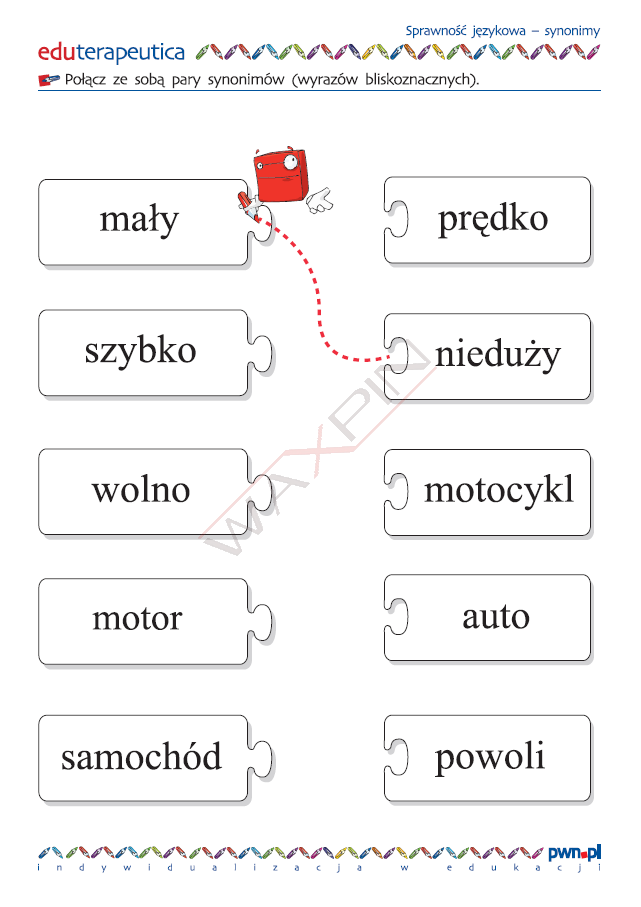 Sprawność językowa – synonimy
eduterapeutica
Połącz ze sobą pary synonimów (wyrazów bliskoznacznych).
mały
prędko
szybko
nieduży
WAXPIN
wolno
motocykl
motor
auto
samochód
powoli
pwn.pl
indywidualizacja w edukacji